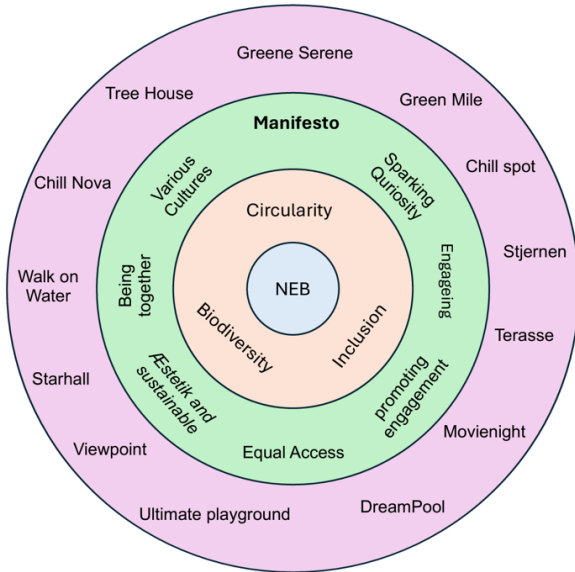 Greene Serene
Tree House
Green Mile
Manifesto
Chill spot
Various
Cultures
Sparking
Quriosity
Chill Nova
Circularity
Stjernen
Walk on
Water
Being
together
NEB
Engageing
Terasse
Biodiversity
Inclusion
Starhall
Æstetik and
sustainable
promoting
engagement
Movienight
Viewpoint
Equal Access
Ultimate playground
DreamPool